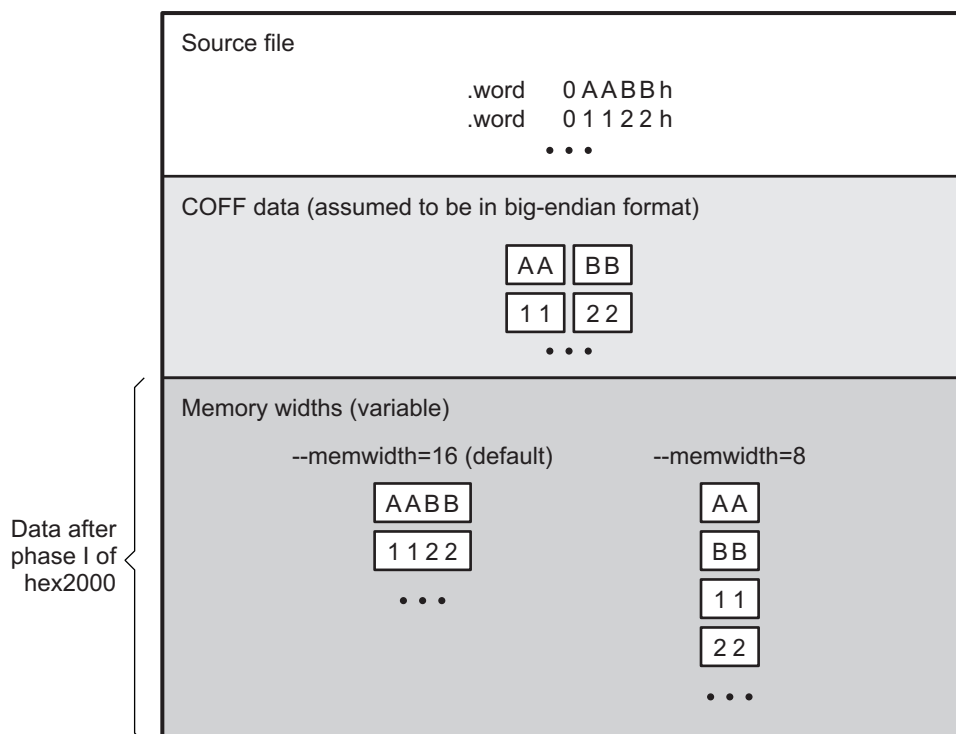 Source file
.word 0AABBh
.word 01122h
• • •
COFF data (assumed to be in big-endian format)
AA BB
11 22
• • •
Memory widths (variable)
--memwidth=16 (default) --memwidth=8
AABB
1122
• • •
AA
BB
11
22
• • •
Data after
phase I of
hex2000